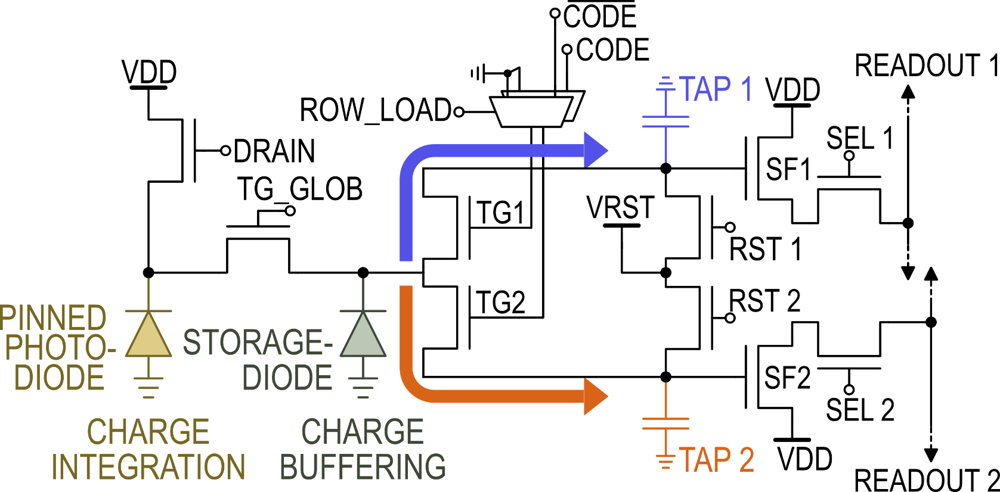 CODE
CODE
READOUT 1
VDD
TAP 1
VDD
ROW_LOAD
SEL 1
DRAIN
SF1
TG_GLOB
TG1
VRST
RST 1
TG2
RST 2
PINNED
PHOTO-
DIODE
STORAGE-
DIODE
SF2
SEL 2
CHARGE
INTEGRATION
CHARGE
BUFFERING
TAP 2
VDD
READOUT 2